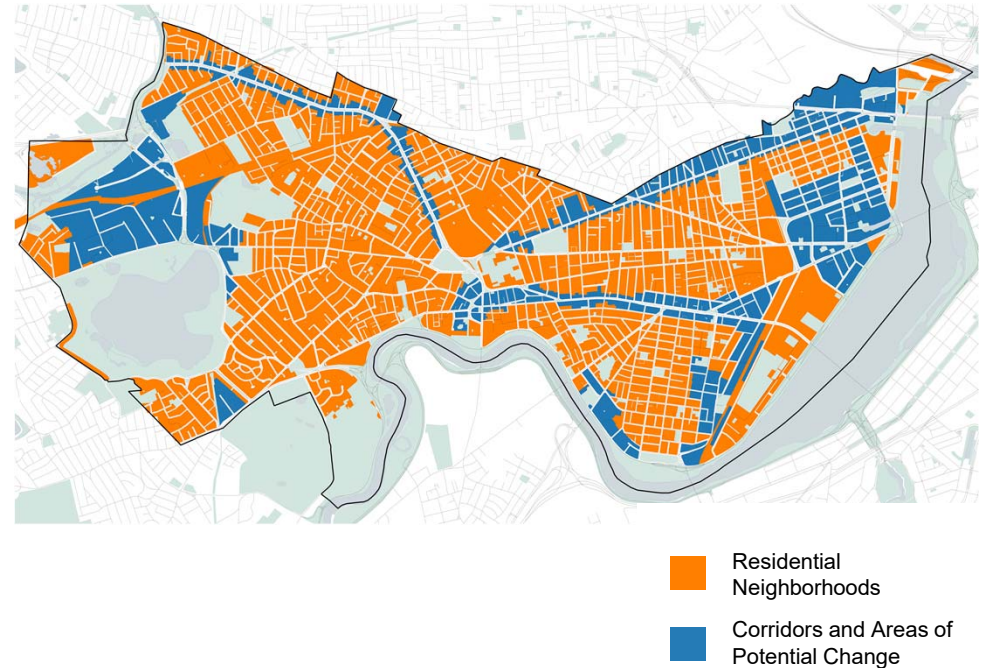 Residential
Neighborhoods
Corridors and Areas of
Potential Change